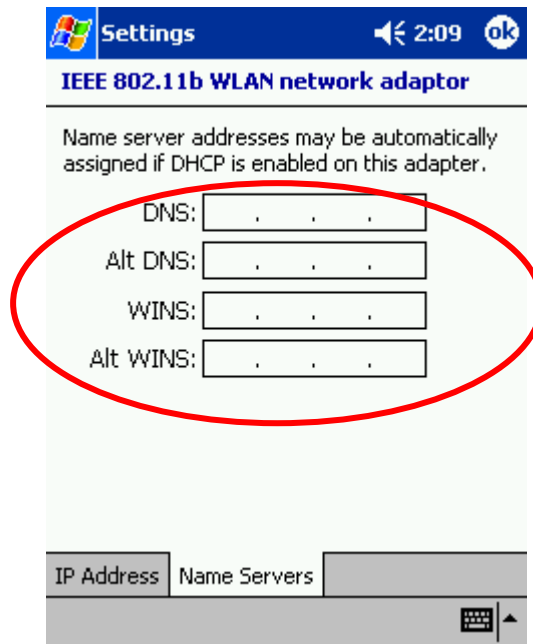 Settings 2:09 ok
IEEE 802.11b WLAN network adaptor
Name server addresses may be automatically
assigned if DHCP is enabled on this adapter.
DNS: . . .
Alt DNS: . . .
WINS: . . .
Alt WINS: . . .
IP Address Name Servers